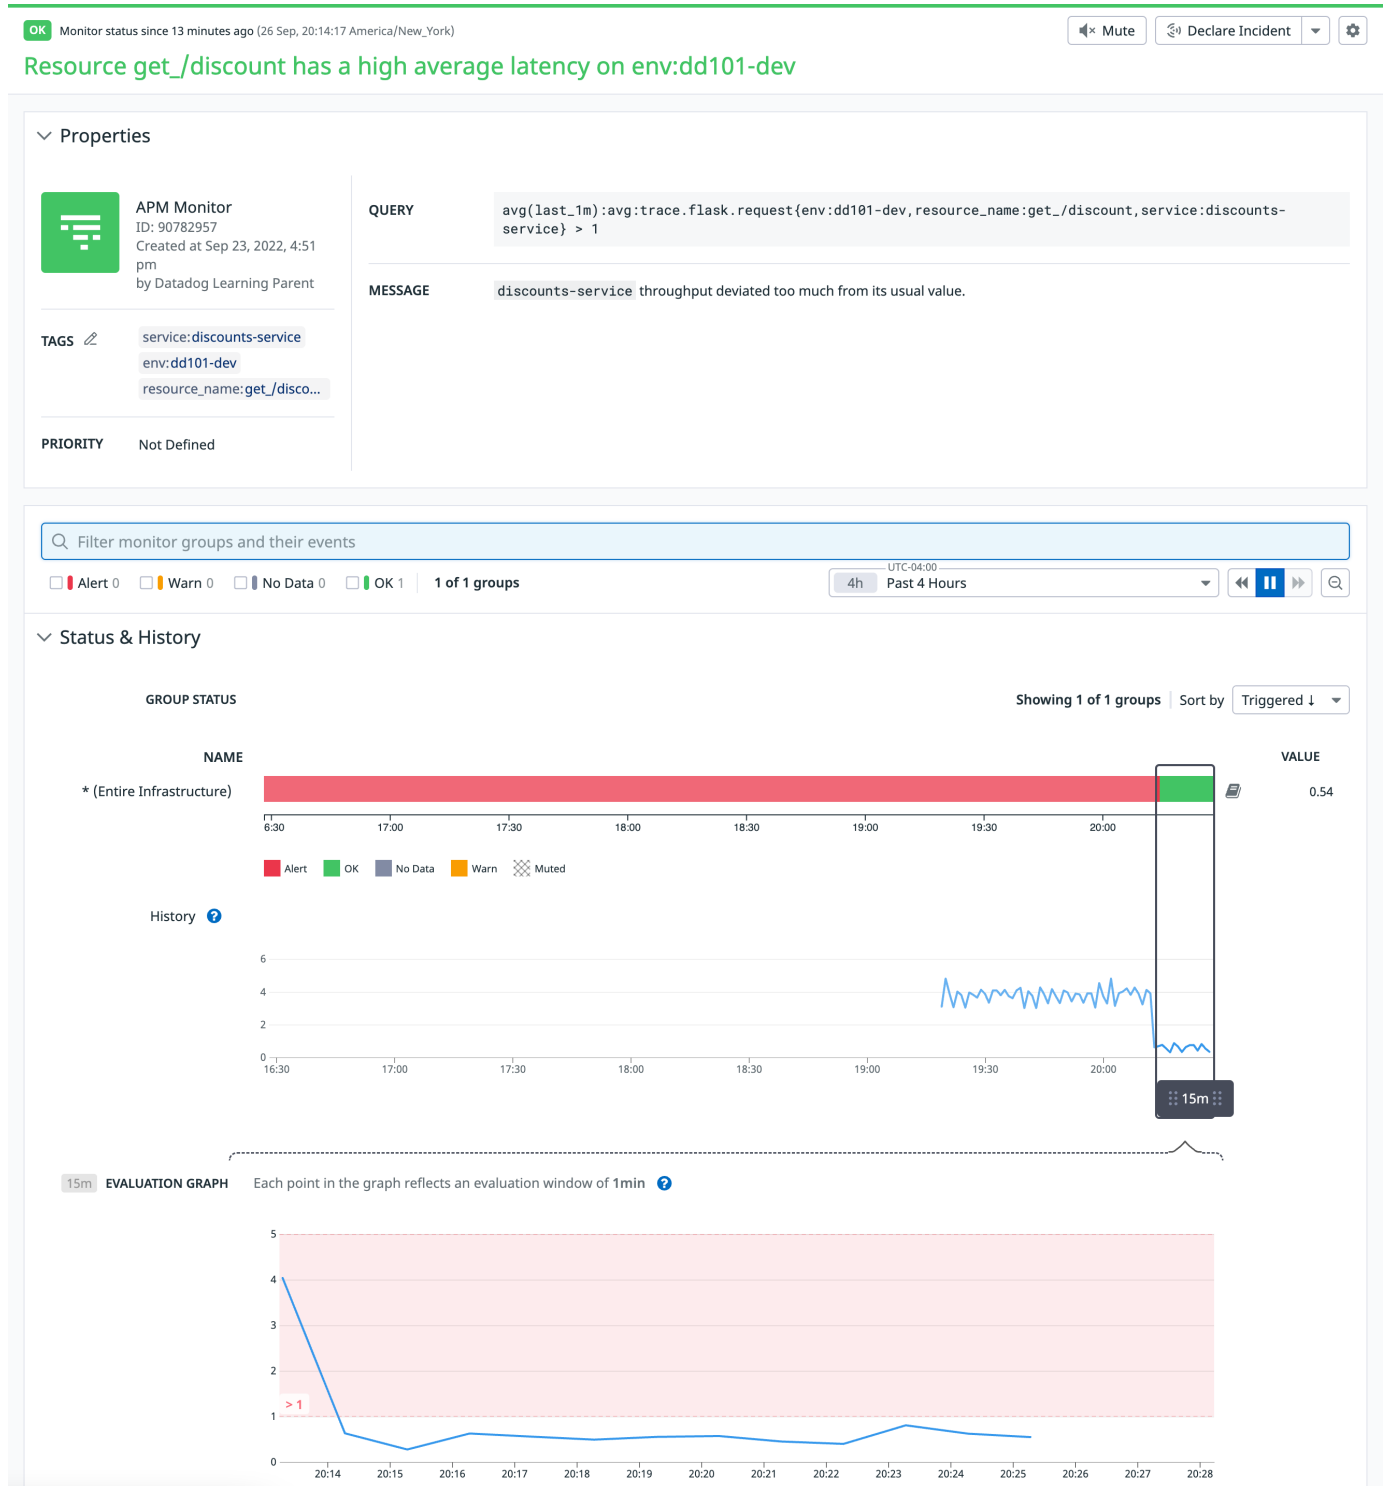 OK Monitor status since 13 minutes ago (26 Sep, 20:14:17 America/New_York)
Mute
Declare Incident
Resource get_/discount has a high average latency on env:dd101-dev
Properties
APM Monitor
ID: 90782957
Created at Sep 23, 2022, 4:51
pm
by Datadog Learning Parent
TAGS
service:discounts-service
env:dd101-dev
resource_name:get_/disco...
PRIORITY Not Defined
QUERY
avg(last_1m):avg:trace.flask.request{env:dd101-dev,resource_name:get_/discount,service:discounts-
service} > 1
MESSAGE
discounts-service throughput deviated too much from its usual value.
Filter monitor groups and their events
Alert 0 Warn 0 No Data 0 OK 1 1 of 1 groups
UTC-04:00
4h Past 4 Hours
Status & History
GROUP STATUS
Showing 1 of 1 groups Sort by Triggered ↓
NAME VALUE
* (Entire Infrastructure) 0.54
6:30 17:00 17:30 18:00 18:30 19:00 19:30 20:00
Alert OK No Data Warn Muted
History ?
6
4
2
0
16:30 17:00 17:30 18:00 18:30 19:00 19:30 20:00
15m
15m EVALUATION GRAPH Each point in the graph reflects an evaluation window of 1min ?
5
4
3
2
> 1
1
0
20:14 20:15 20:16 20:17 20:18 20:19 20:20 20:21 20:22 20:23 20:24 20:25 20:26 20:27 20:28